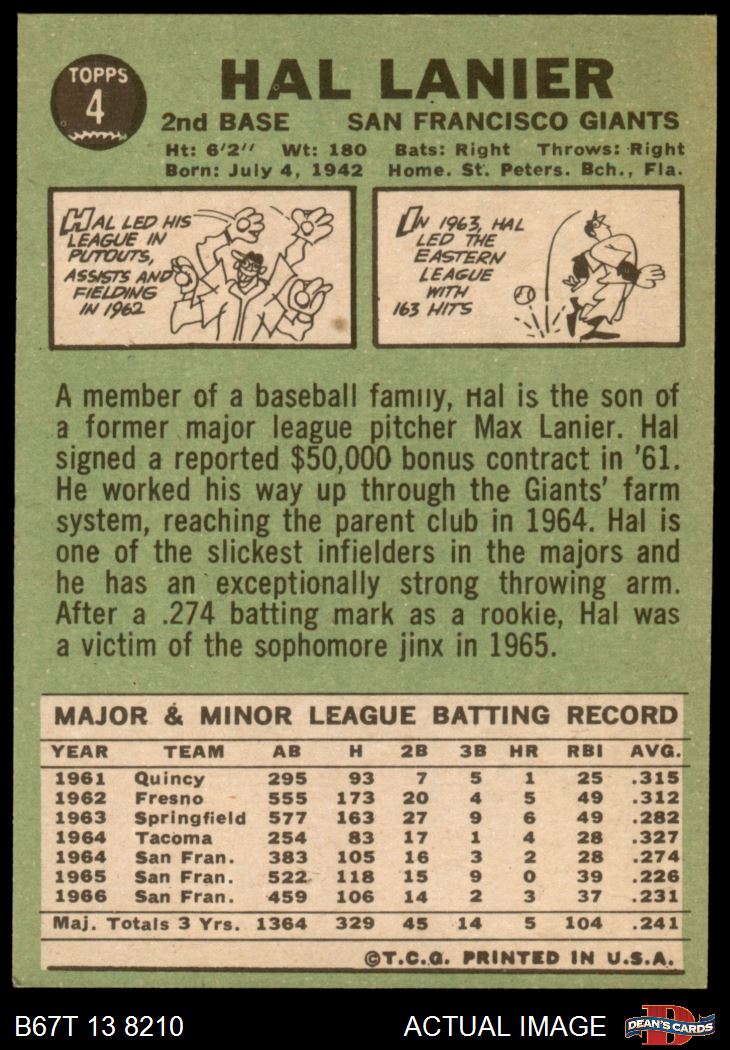 TOPPS
4
HAL LANIER
2nd BASE SAN FRANCISCO GIANTS
Ht: 6'2" Wt: 180 Bats: Right Throws: Right
Born: July 4, 1942 Home. St. Peters. Bch., Fla.
HAL LED HIS
LEAGUE IN
PUTOUTS,
ASSISTS AND
FIELDING
IN 1962
IN 1963, HAL
LED THE
EASTERN
LEAGUE
WITH
163 HITS
A member of a baseball family, Hal is the son of
a former major league pitcher Max Lanier. Hal
signed a reported $50,000 bonus contract in '61.
He worked his way up through the Giants' farm
system, reaching the parent club in 1964. Hal is
one of the slickest infielders in the majors and
he has an exceptionally strong throwing arm.
After a .274 batting mark as a rookie, Hal was
a victim of the sophomore jinx in 1965.
MAJOR & MINOR LEAGUE BATTING RECORD
YEAR TEAM AB H 2B 3B HR RBI AVG.
1961 Quincy 295 93 7 5 1 25 .315
1962 Fresno 555 173 20 4 5 49 .312
1963 Springfield 577 163 27 9 6 49 .282
1964 Tacoma 254 83 17 1 4 28 .327
1964 San Fran. 383 105 16 3 2 28 .274
1965 San Fran. 522 118 15 9 0 39 .226
1966 San Fran. 459 106 14 2 3 37 .231
Maj. Totals 3 Yrs. 1364 329 45 14 5 104 .241
©T.C.G. PRINTED IN U.S.A.
B67T 13 8210 ACTUAL IMAGE
D
DEAN'S CARDS